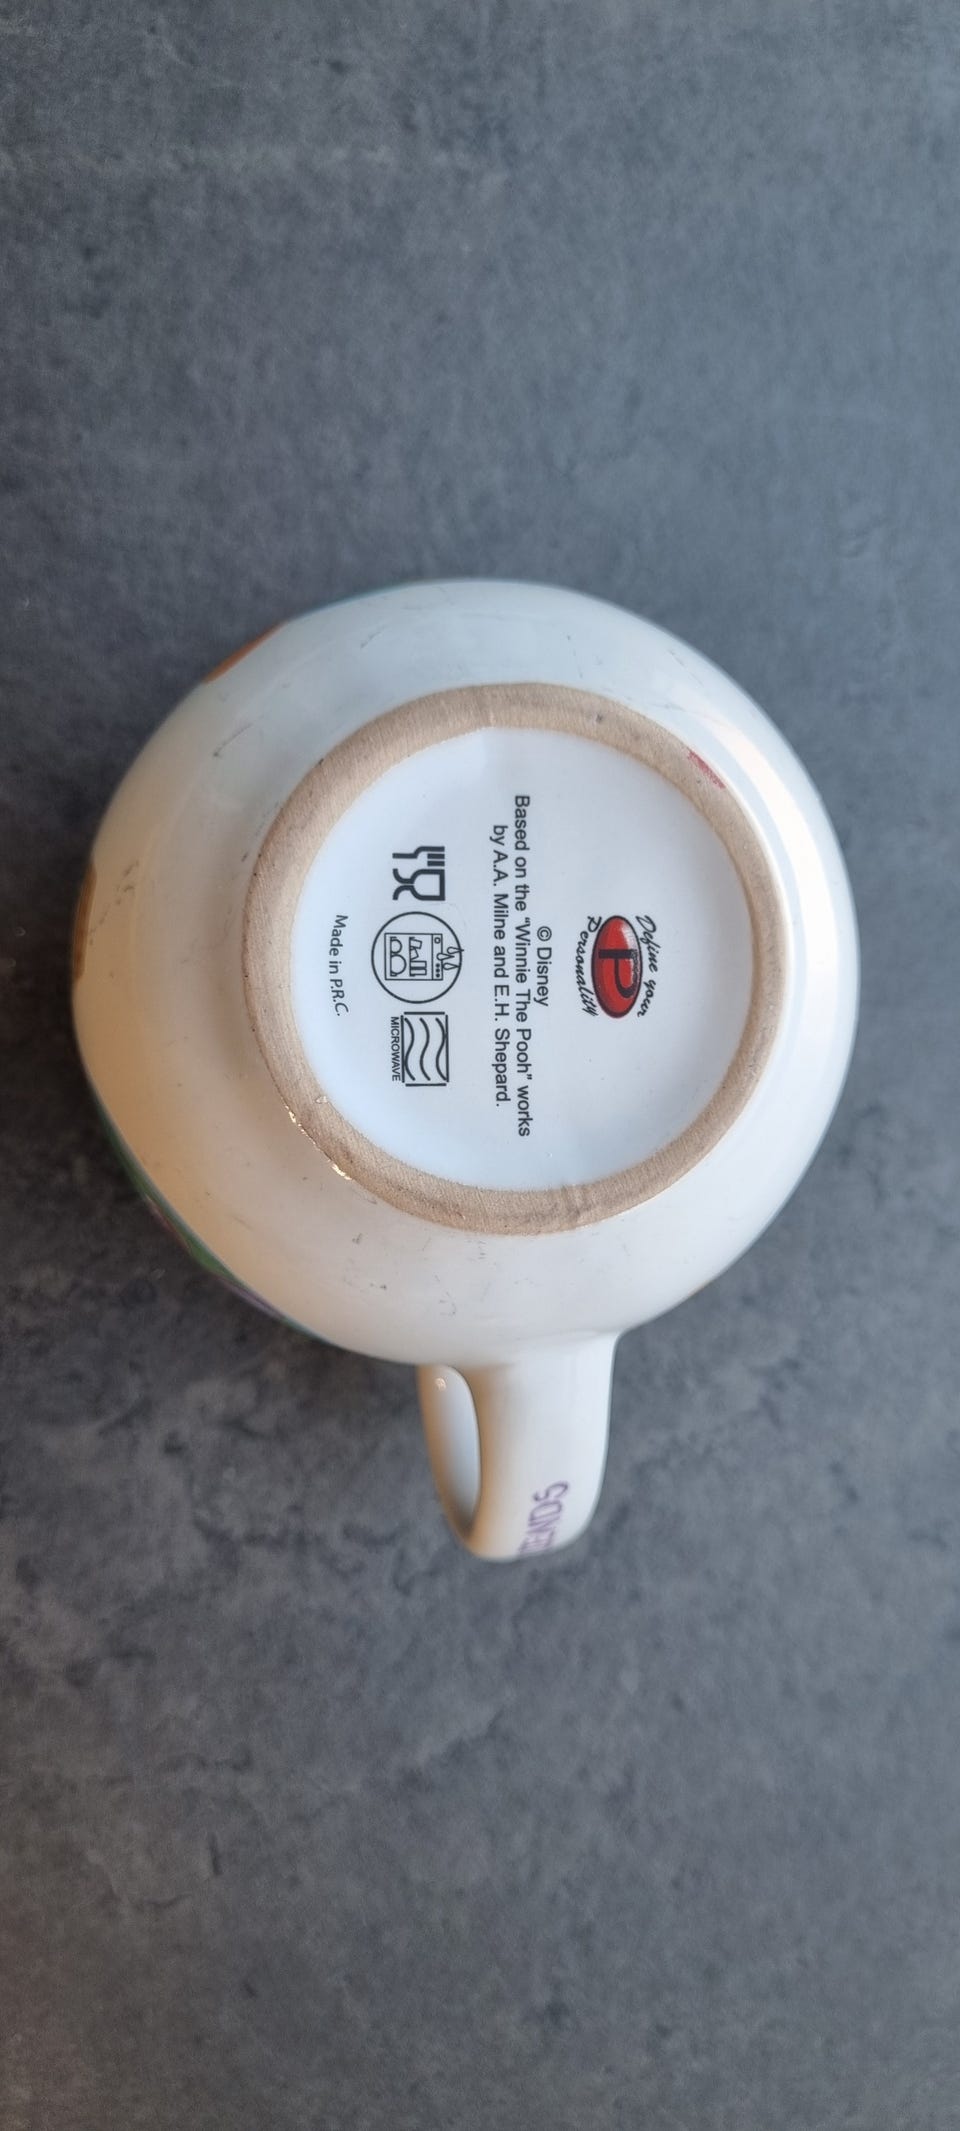 Define your
P
Personality
© Disney
Based on the “Winnie The Pooh” works
by A.A. Milne and E.H. Shepard.
MICROWAVE
Made in P.R.C.